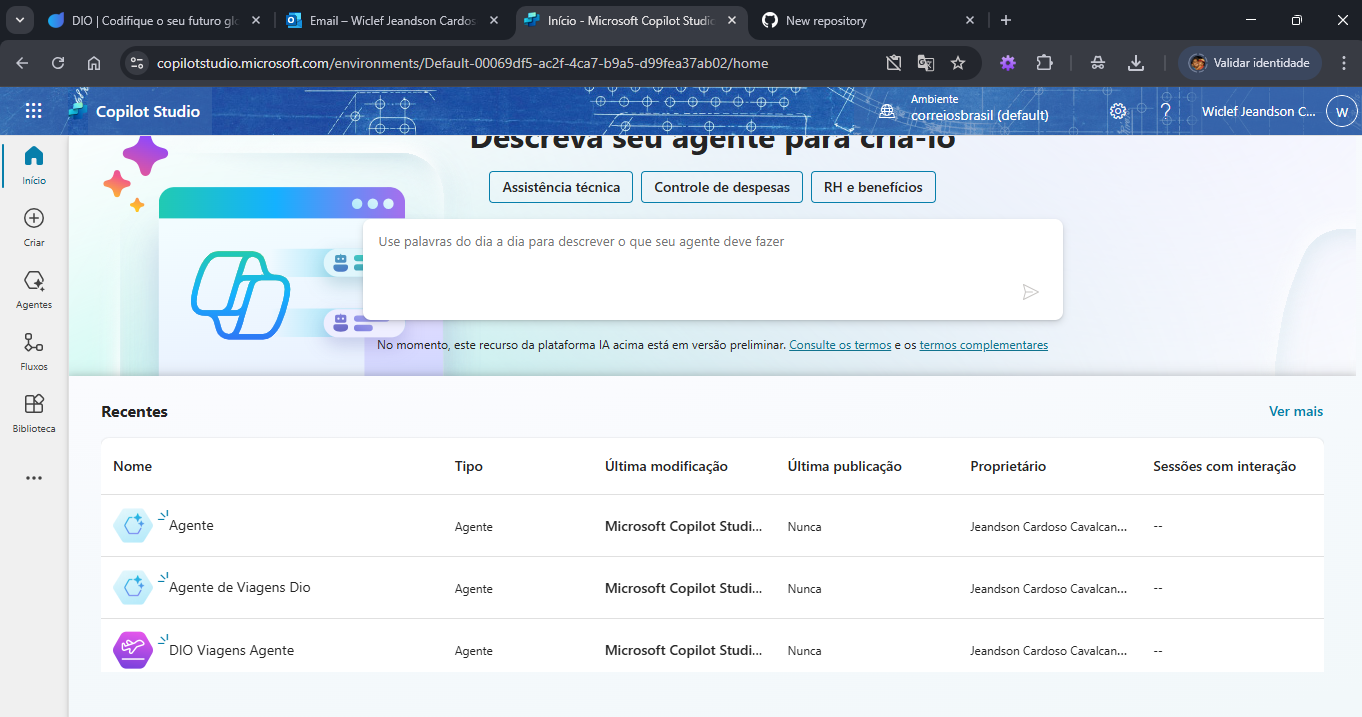 DIO | Codifique o seu futuro glo
Email – Wiclef Jeandson Cardos
Início - Microsoft Copilot Studio
New repository
copilotstudio.microsoft.com/environments/Default-00069df5-ac2f-4ca7-b9a5-d99fea37ab02/home
Validar identidade
Copilot Studio
Ambiente
correiosbrasil (default)
Wiclef Jeandson C...
W
Início
Criar
Agentes
Fluxos
Biblioteca
Descreva seu agente para criá-lo
Assistência técnica
Controle de despesas
RH e benefícios
Use palavras do dia a dia para descrever o que seu agente deve fazer
No momento, este recurso da plataforma IA acima está em versão preliminar. Consulte os termos e os termos complementares
Recentes
Ver mais
Nome Tipo Última modificação Última publicação Proprietário Sessões com interação
Agente Agente Microsoft Copilot Studi... Nunca Jeandson Cardoso Cavalcan... --
Agente de Viagens Dio Agente Microsoft Copilot Studi... Nunca Jeandson Cardoso Cavalcan... --
DIO Viagens Agente Agente Microsoft Copilot Studi... Nunca Jeandson Cardoso Cavalcan... --